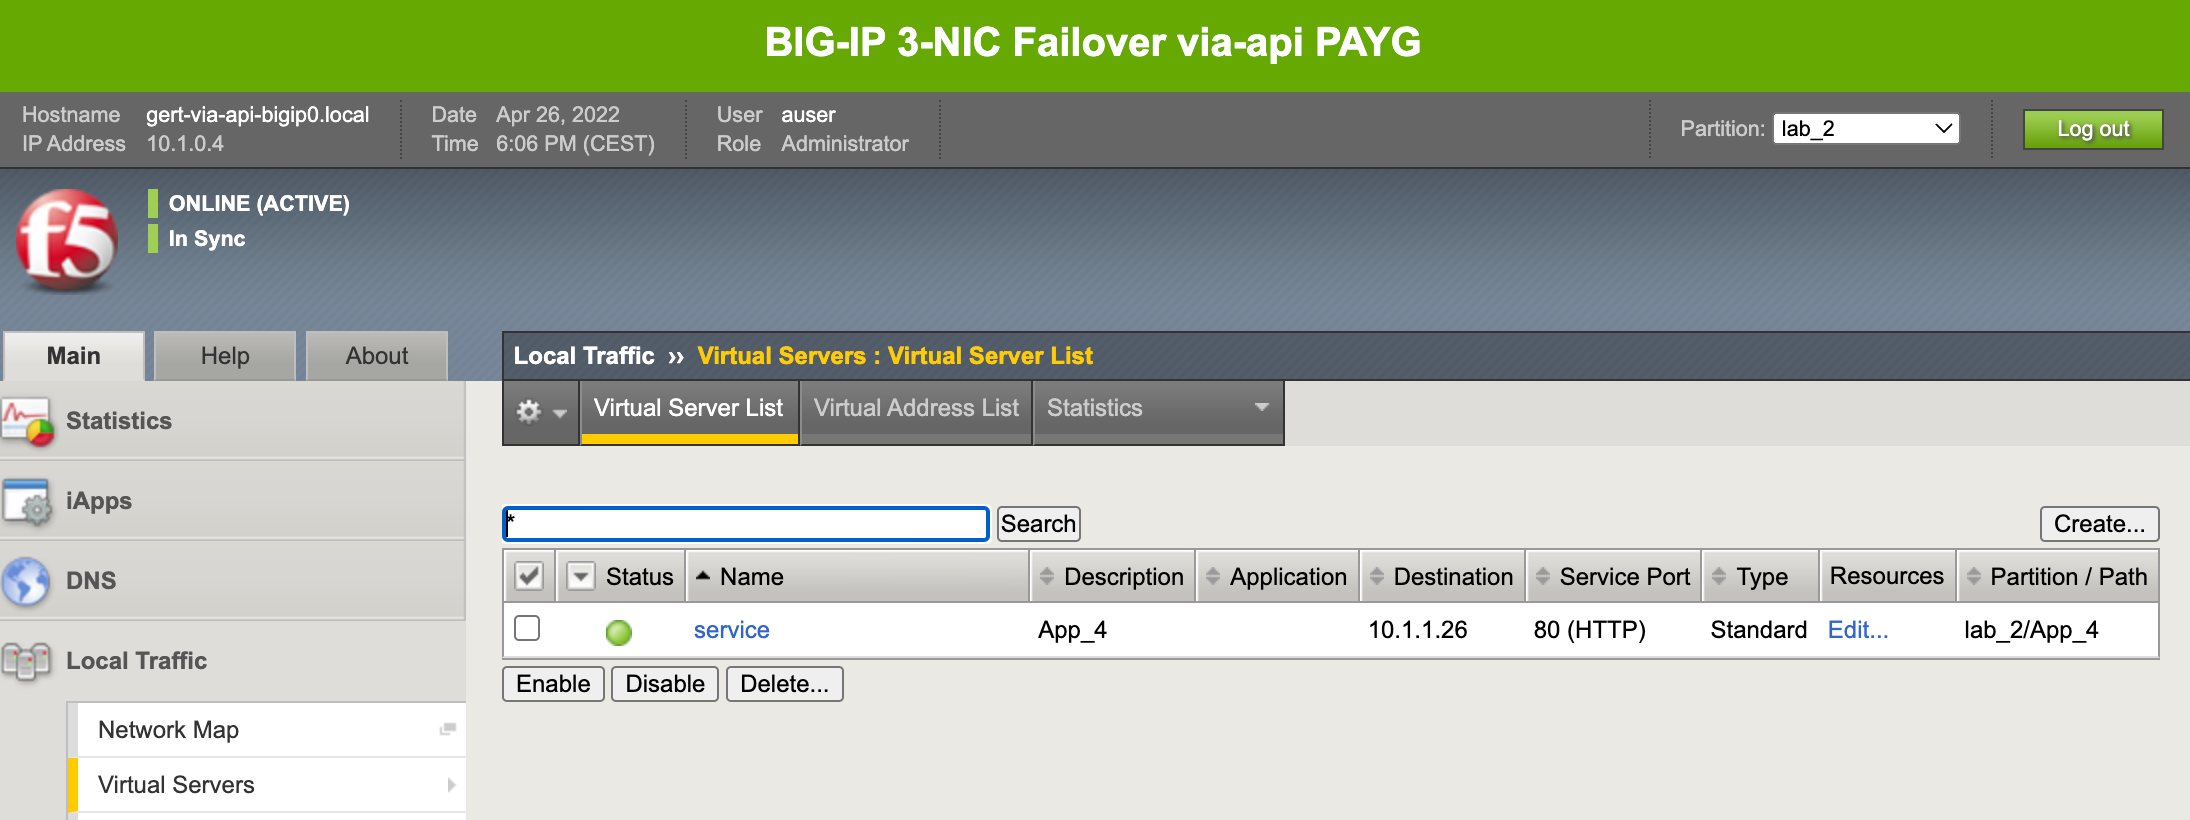 BIG-IP 3-NIC Failover via-api PAYG
Hostname gert-via-api-bigip0.local Date Apr 26, 2022 User auser Partition: lab_2 Log out
IP Address 10.1.0.4 Time 6:06 PM (CEST) Role Administrator
f5
ONLINE (ACTIVE)
In Sync
Main Help About
Local Traffic ›› Virtual Servers : Virtual Server List
Virtual Server List Virtual Address List Statistics
Statistics
iApps
DNS
Local Traffic
Network Map
Virtual Servers
* Search Create...
Status Name Description Application Destination Service Port Type Resources Partition / Path
service App_4 10.1.1.26 80 (HTTP) Standard Edit... lab_2/App_4
Enable Disable Delete...